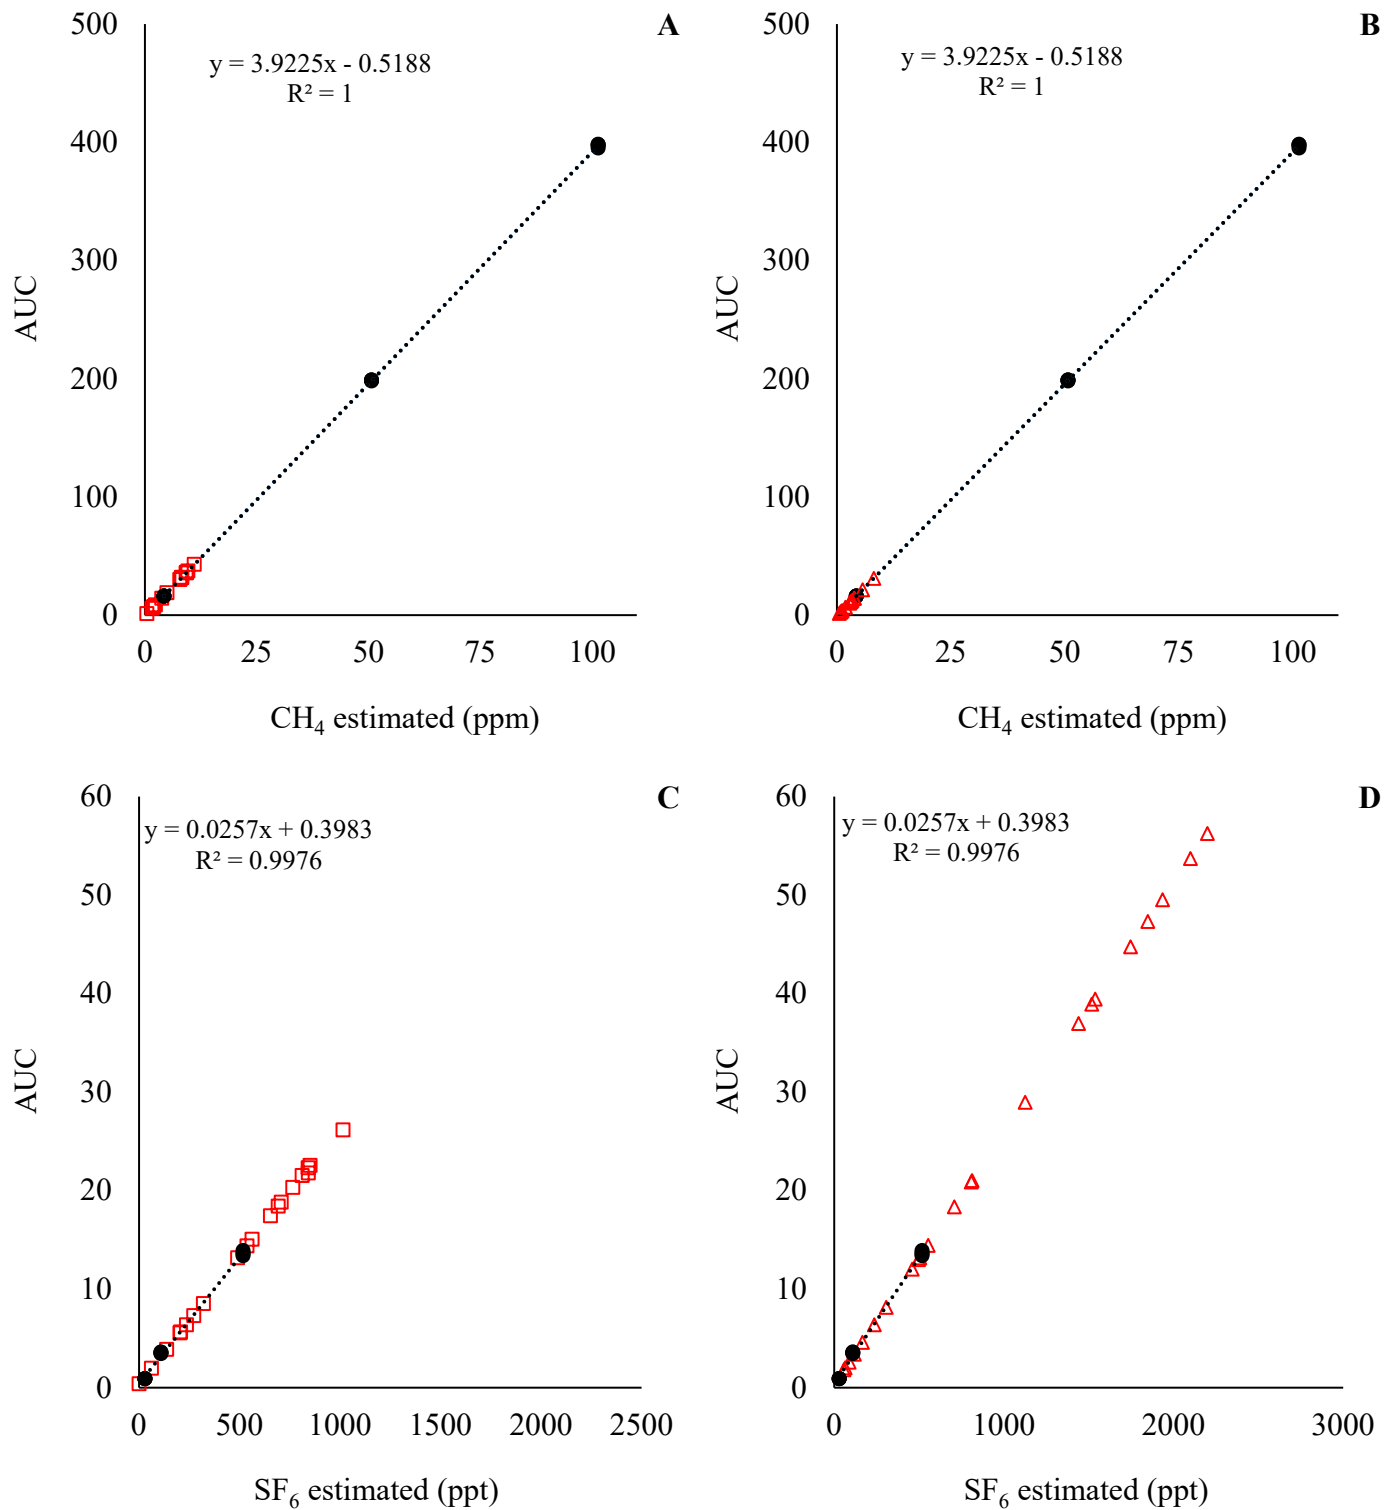 A
y = 3.9225x - 0.5188
R² = 1
500
400
300
200
100
0
AUC
0 25 50 75 100
CH₄ estimated (ppm)
B
y = 3.9225x - 0.5188
R² = 1
500
400
300
200
100
0
AUC
0 25 50 75 100
CH₄ estimated (ppm)
C
y = 0.0257x + 0.3983
R² = 0.9976
60
50
40
30
20
10
0
AUC
0 500 1000 1500 2000 2500
SF₆ estimated (ppt)
D
y = 0.0257x + 0.3983
R² = 0.9976
60
50
40
30
20
10
0
AUC
0 1000 2000 3000
SF₆ estimated (ppt)